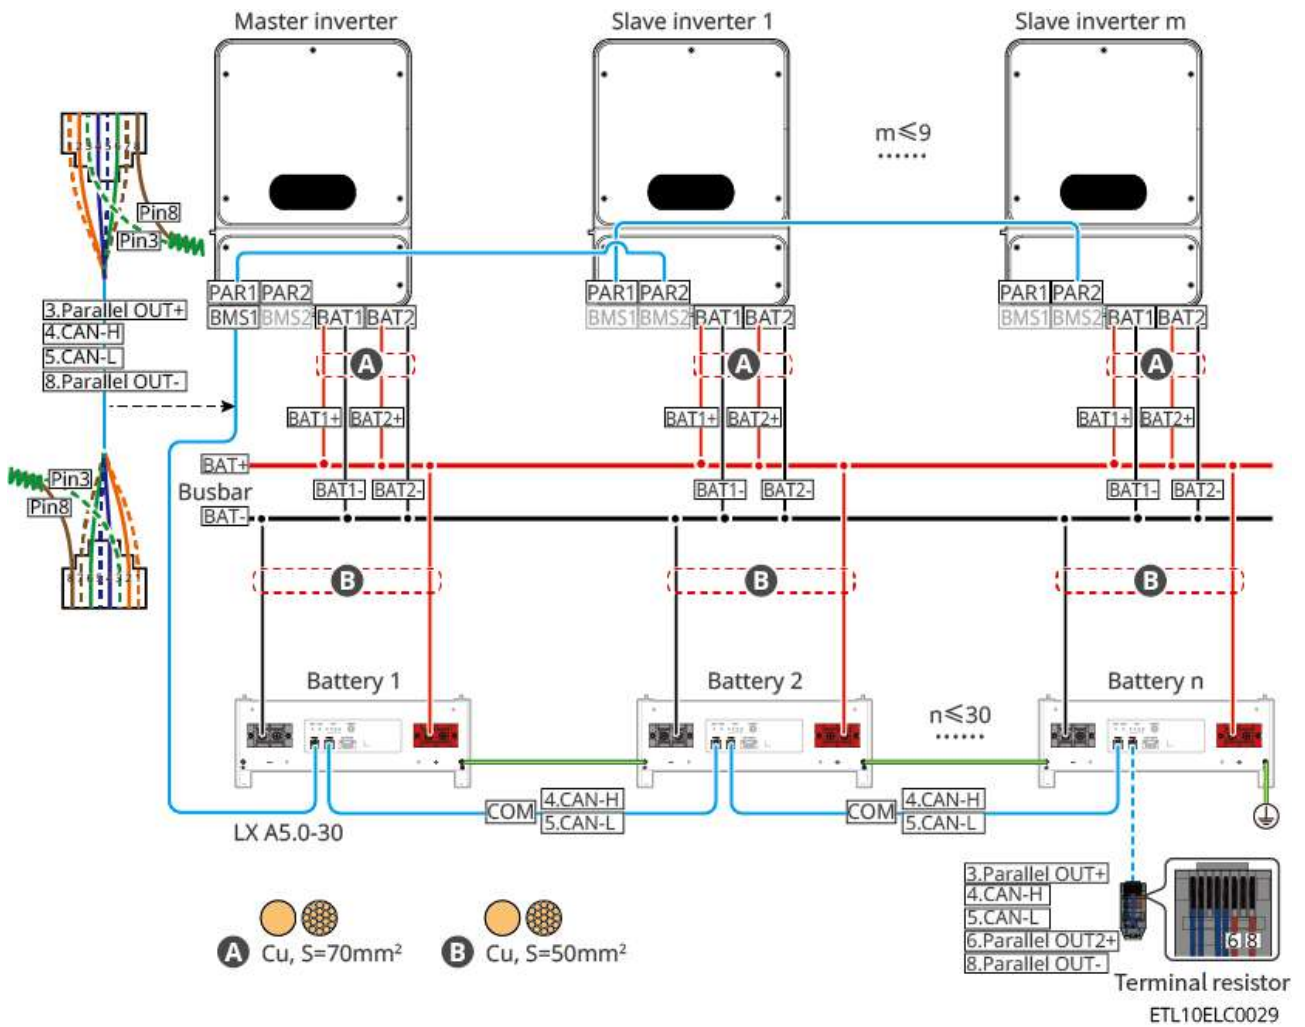 Master inverter
Slave inverter 1
Slave inverter m
m≤9
Pin8
Pin3
3.Parallel OUT+
4.CAN-H
5.CAN-L
8.Parallel OUT-
PAR1 PAR2
BMS1 BMS2 BAT1 BAT2
PAR1 PAR2
BMS1 BMS2 BAT1 BAT2
PAR1 PAR2
BMS1 BMS2 BAT1 BAT2
A
A
A
BAT1+ BAT2+
BAT1+ BAT2+
BAT1+ BAT2+
BAT+
Busbar
BAT-
BAT1- BAT2-
BAT1- BAT2-
BAT1- BAT2-
Pin3
Pin8
B
B
B
Battery 1
Battery 2
n≤30
Battery n
LX A5.0-30
COM
4.CAN-H
5.CAN-L
COM
4.CAN-H
5.CAN-L
3.Parallel OUT+
4.CAN-H
5.CAN-L
6.Parallel OUT2+
8.Parallel OUT-
6 8
Terminal resistor
A Cu, S=70mm²
B Cu, S=50mm²
ETL10ELC0029